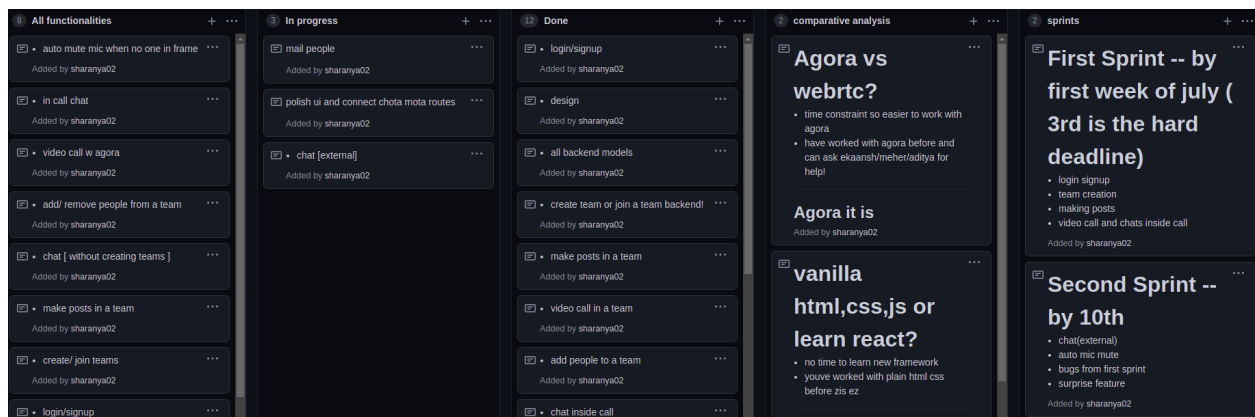 8 All functionalities
auto mute mic when no one in frame
Added by sharanya02
in call chat
Added by sharanya02
video call w agora
Added by sharanya02
add/ remove people from a team
Added by sharanya02
chat [ without creating teams ]
Added by sharanya02
make posts in a team
Added by sharanya02
create/ join teams
Added by sharanya02
login/signup
3 In progress
mail people
Added by sharanya02
polish ui and connect chota mota routes
Added by sharanya02
chat [external]
Added by sharanya02
12 Done
login/signup
Added by sharanya02
design
Added by sharanya02
all backend models
Added by sharanya02
create team or join a team backend!
Added by sharanya02
make posts in a team
Added by sharanya02
video call in a team
Added by sharanya02
add people to a team
Added by sharanya02
chat inside call
2 comparative analysis
Agora vs
webrtc?
time constraint so easier to work with
agora
have worked with agora before and
can ask ekaansh/meher/aditya for
help!
Agora it is
Added by sharanya02
vanilla
html,css,js or
learn react?
no time to learn new framework
youve worked with plain html css
before zis ez
2 sprints
First Sprint -- by
first week of july (
3rd is the hard
deadline)
login signup
team creation
making posts
video call and chats inside call
Added by sharanya02
Second Sprint --
by 10th
chat(external)
auto mic mute
bugs from first sprint
surprise feature
Added by sharanya02